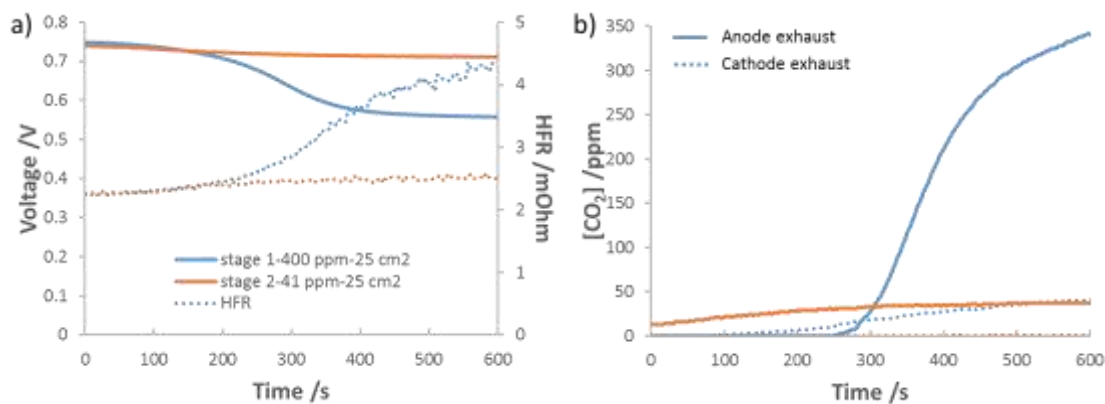 a)
0.8
0.7
0.6
0.5
0.4
0.3
0.2
0.1
0
Voltage /V
5
4
3
2
1
0
HFR /mOhm
stage 1-400 ppm-25 cm2
stage 2-41 ppm-25 cm2
HFR
0 100 200 300 400 500 600
Time /s
b)
350
300
250
200
150
100
50
0
[CO2] /ppm
Anode exhaust
Cathode exhaust
0 100 200 300 400 500 600
Time /s